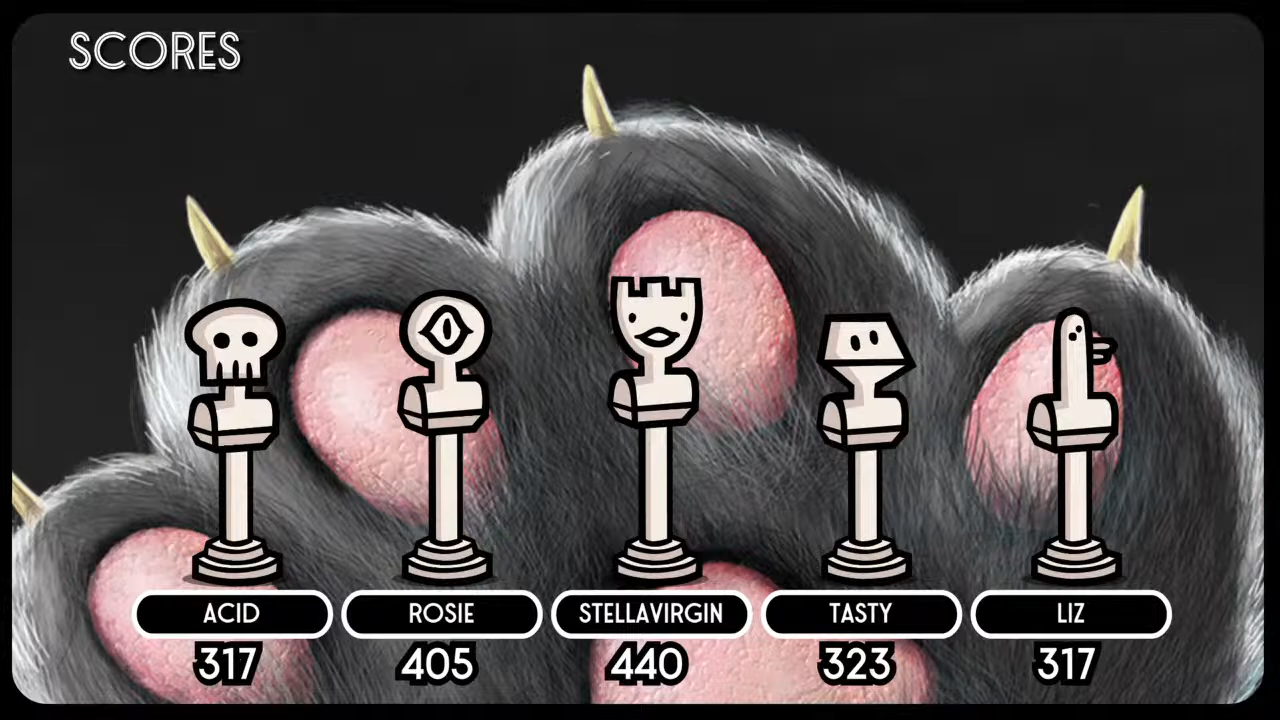 SCORES
ACID
ROSIE
STELLAVIRGIN
TASTY
LIZ
317
405
440
323
317